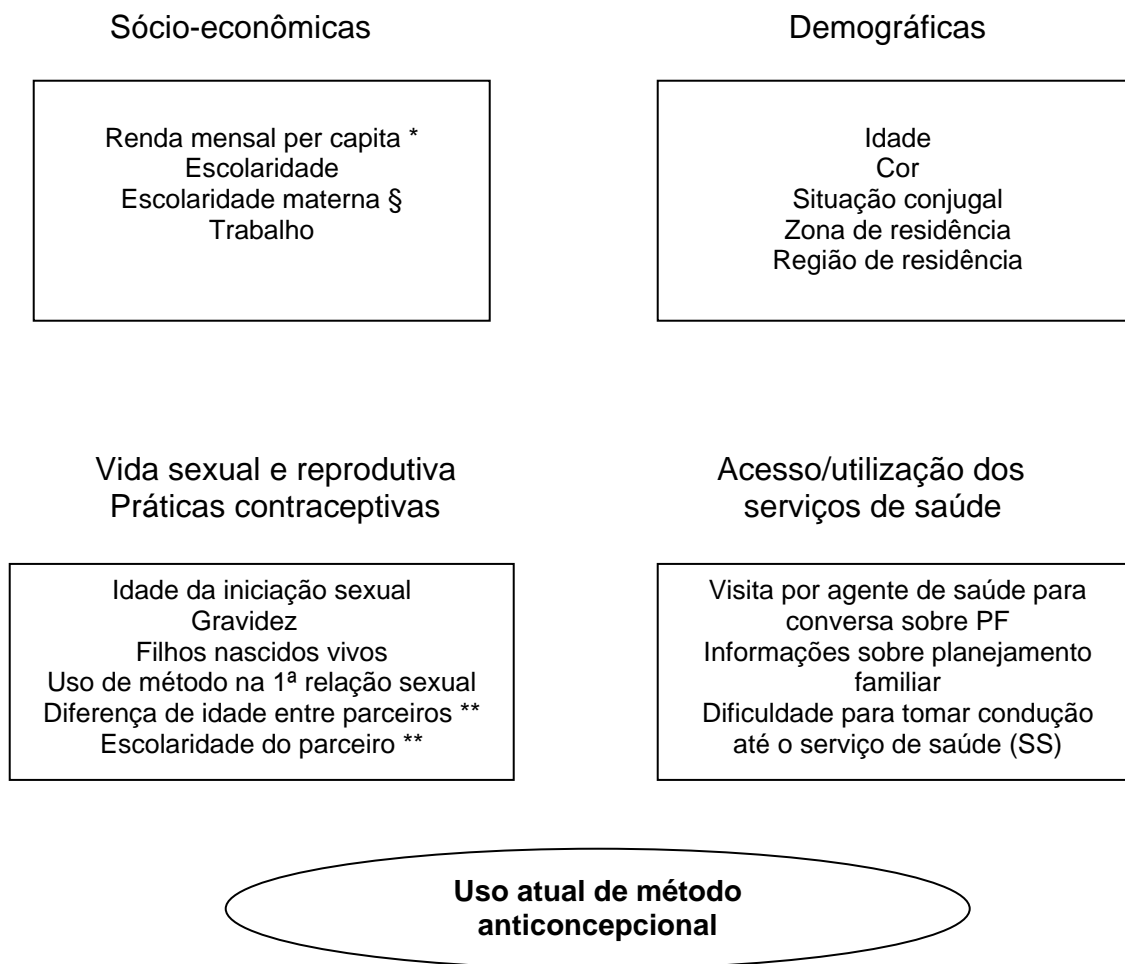 Sócio-econômicas
Renda mensal per capita *
Escolaridade
Escolaridade materna §
Trabalho
Demográficas
Idade
Cor
Situação conjugal
Zona de residência
Região de residência
Vida sexual e reprodutiva
Práticas contraceptivas
Idade da iniciação sexual
Gravidez
Filhos nascidos vivos
Uso de método na 1ª relação sexual
Diferença de idade entre parceiros **
Escolaridade do parceiro **
Acesso/utilização dos
serviços de saúde
Visita por agente de saúde para
conversa sobre PF
Informações sobre planejamento
familiar
Dificuldade para tomar condução
até o serviço de saúde (SS)
Uso atual de método
anticoncepcional